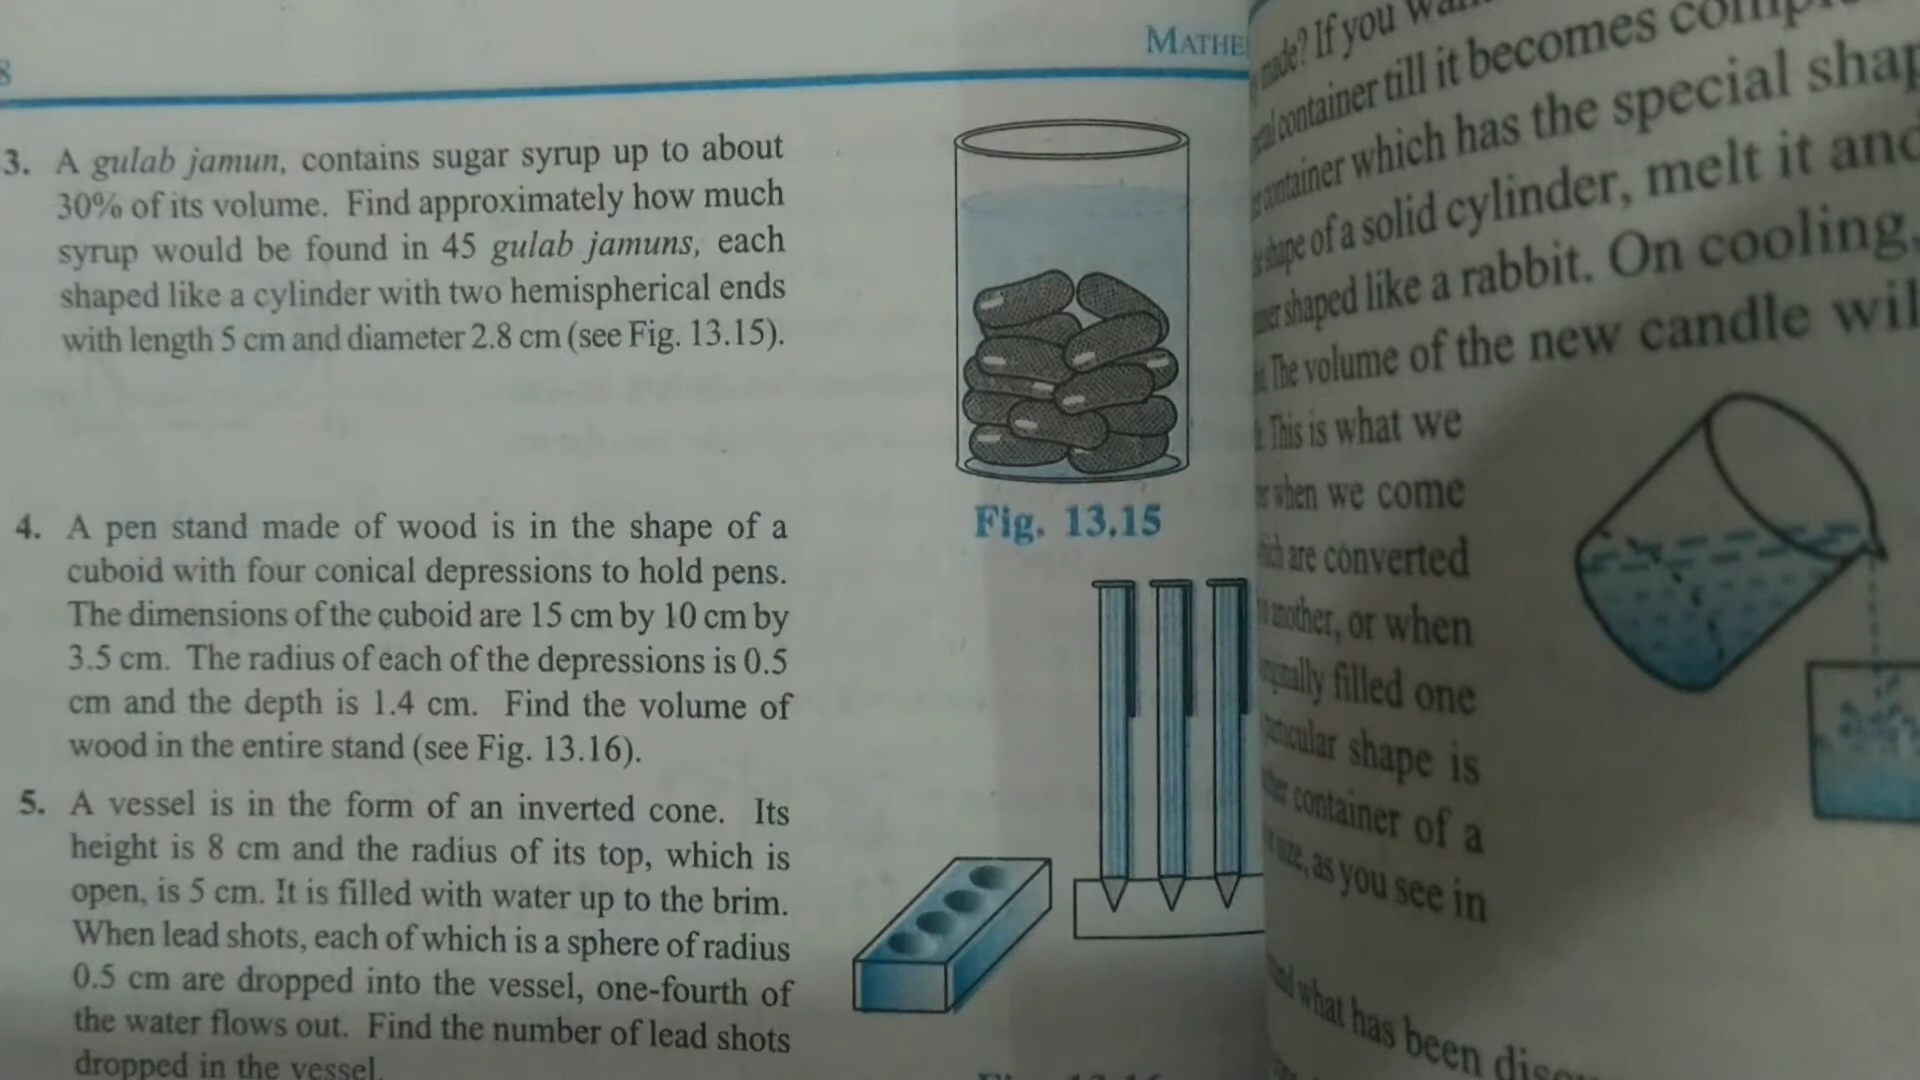 8
MATHE
3. A gulab jamun, contains sugar syrup up to about
30% of its volume. Find approximately how much
syrup would be found in 45 gulab jamuns, each
shaped like a cylinder with two hemispherical ends
with length 5 cm and diameter 2.8 cm (see Fig. 13.15).
Fig. 13.15
4. A pen stand made of wood is in the shape of a
cuboid with four conical depressions to hold pens.
The dimensions of the cuboid are 15 cm by 10 cm by
3.5 cm. The radius of each of the depressions is 0.5
cm and the depth is 1.4 cm. Find the volume of
wood in the entire stand (see Fig. 13.16).
5. A vessel is in the form of an inverted cone. Its
height is 8 cm and the radius of its top, which is
open, is 5 cm. It is filled with water up to the brim.
When lead shots, each of which is a sphere of radius
0.5 cm are dropped into the vessel, one-fourth of
the water flows out. Find the number of lead shots
dropped in the vessel.
made? If you
container till it becomes
container which has the special
shape of a solid cylinder, melt it and
shaped like a rabbit. On cooling,
The volume of the new candle
This is what we
when we come
are converted
another, or when
filled one
shape is
container of a
size, as you see in
what has been